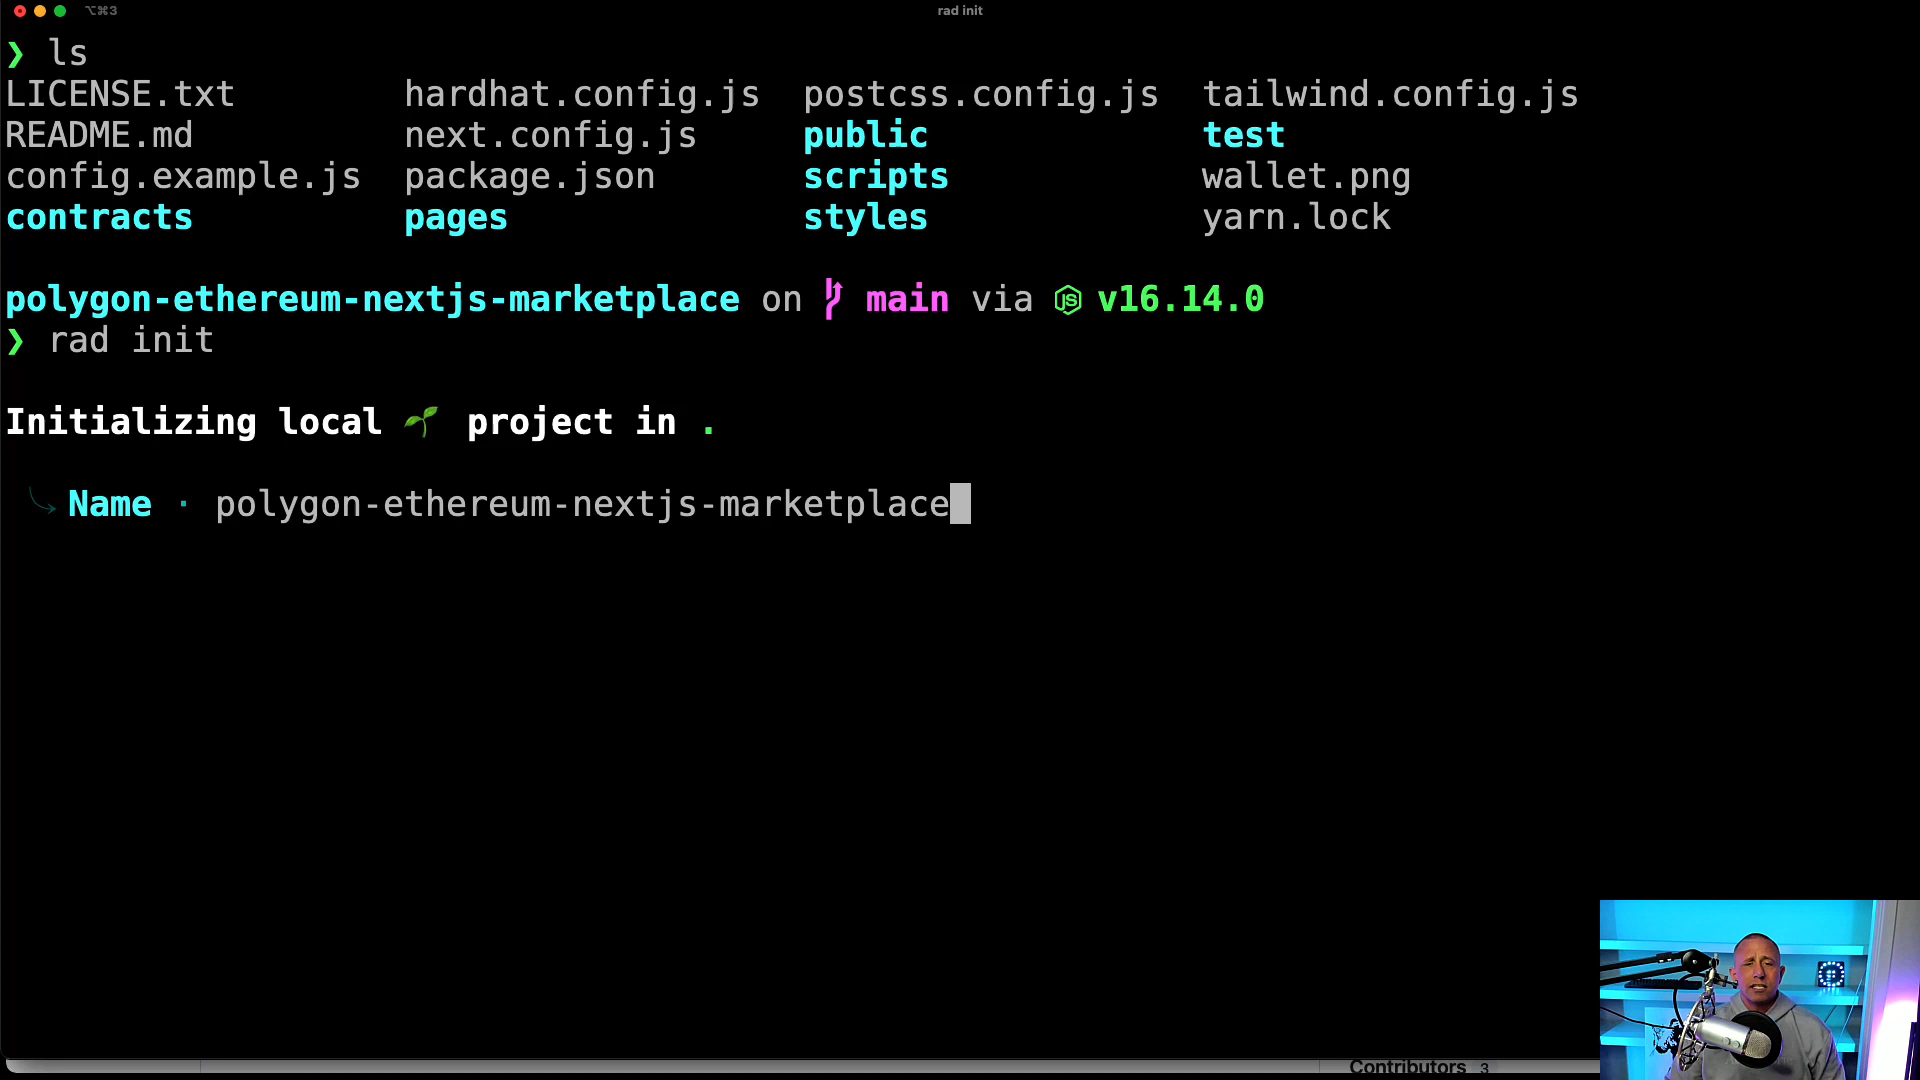 ⌥⌘3 rad init
❯ ls
LICENSE.txt hardhat.config.js postcss.config.js tailwind.config.js
README.md next.config.js public test
config.example.js package.json scripts wallet.png
contracts pages styles yarn.lock
polygon-ethereum-nextjs-marketplace on main via v16.14.0
❯ rad init
Initializing local 🌱 project in .
Name · polygon-ethereum-nextjs-marketplace
Contributors 3